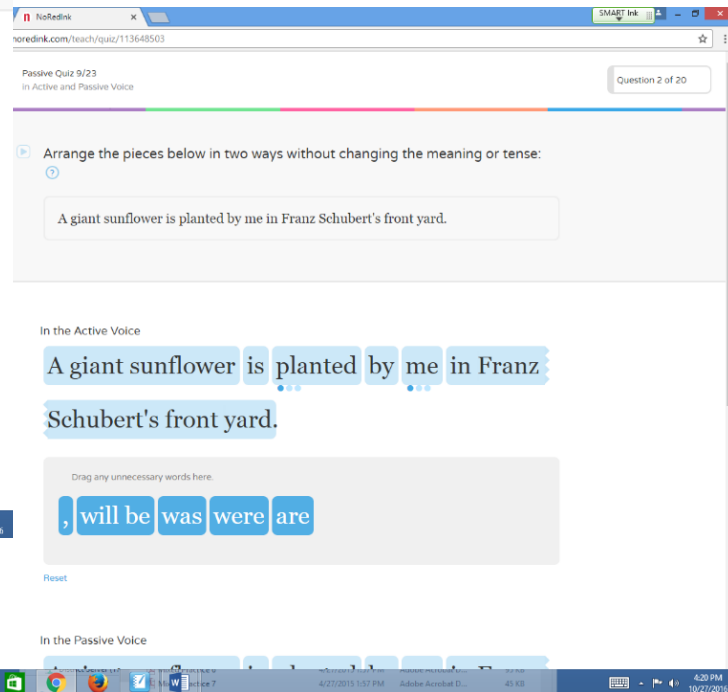 n NoRedInk x
SMART Ink
noredink.com/teach/quiz/113648503
Passive Quiz 9/23
in Active and Passive Voice
Question 2 of 20
Arrange the pieces below in two ways without changing the meaning or tense:
?
A giant sunflower is planted by me in Franz Schubert's front yard.
In the Active Voice
A giant sunflower is planted by me in Franz
Schubert's front yard.
Drag any unnecessary words here.
, will be was were are
Reset
In the Passive Voice
4/27/2015 1:57 PM Adobe Acrobat D... 45 KB
4:20 PM